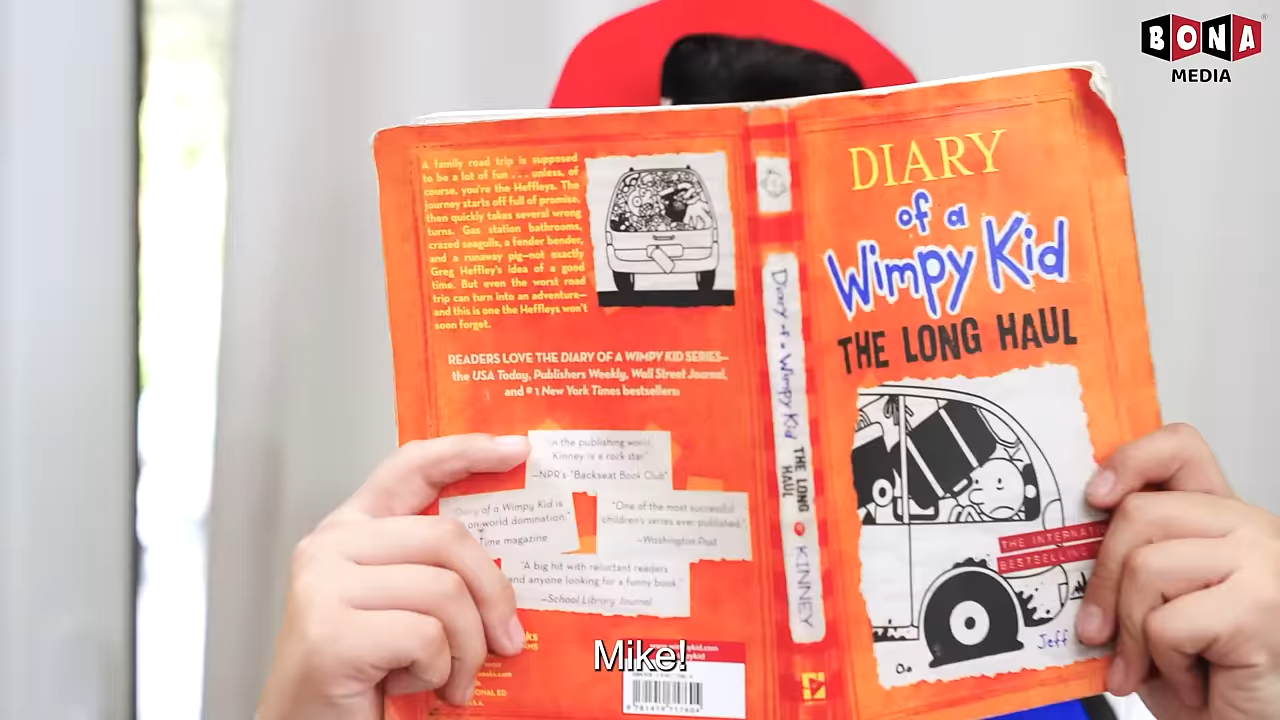 BONA
MEDIA
A family road trip is supposed
to be a lot of fun . . . unless, of
course, you're the Heffleys. The
journey starts off full of promise,
then quickly takes several wrong
turns. Gas station bathrooms,
crazed seagulls, a fender bender,
and a runaway pig—not exactly
Greg Heffley's idea of a good
time. But even the worst road
trip can turn into an adventure—
and this is one the Heffleys won't
soon forget.
READERS LOVE THE DIARY OF A WIMPY KID SERIES—
the USA Today, Publishers Weekly, Wall Street Journal,
and #1 New York Times bestsellers:
"In the publishing world,
Kinney is a rock star."
—NPR's "Backseat Book Club"
Diary of a Wimpy Kid is
on world domination."
Time magazine
"One of the most successful
children's series ever published."
—Washington Post
"A big hit with reluctant readers
and anyone looking for a funny book."
—School Library Journal
Diary of a Wimpy Kid THE LONG HAUL KINNEY
DIARY
of a
Wimpy Kid
THE LONG HAUL
THE INTERNATI
BESTSELLING
Jeff
Mike!